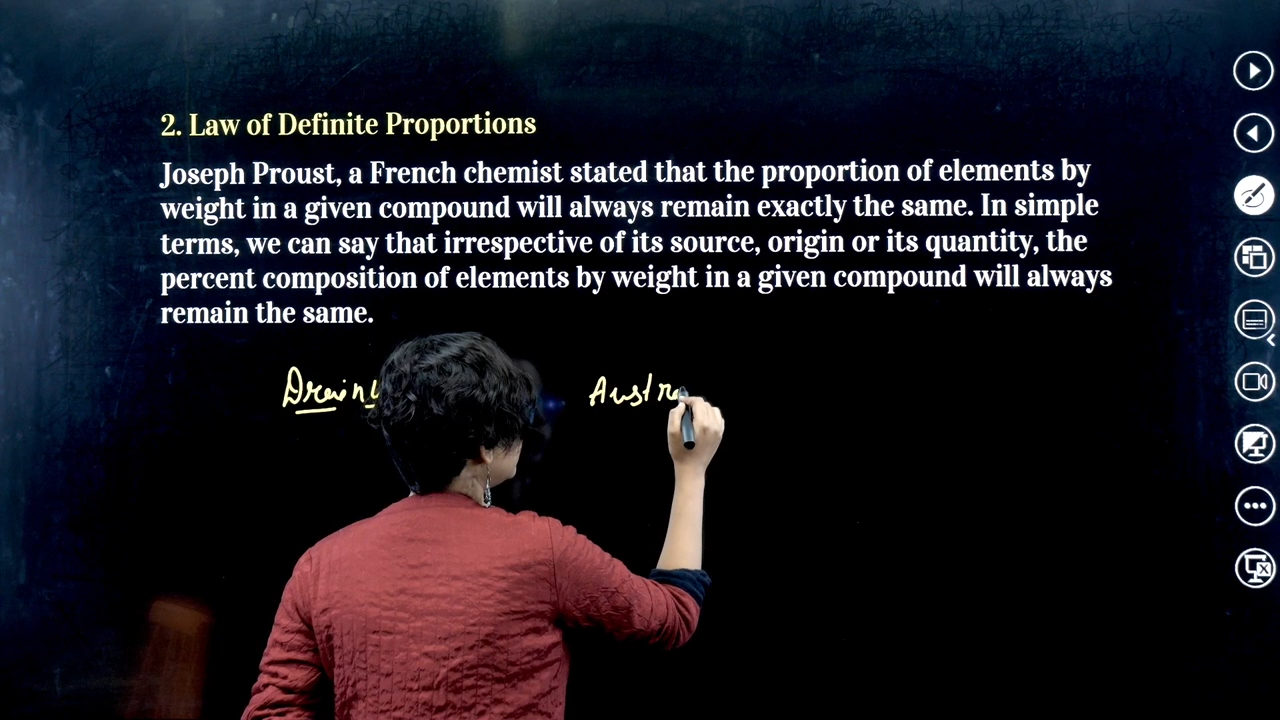 2. Law of Definite Proportions
Joseph Proust, a French chemist stated that the proportion of elements by
weight in a given compound will always remain exactly the same. In simple
terms, we can say that irrespective of its source, origin or its quantity, the
percent composition of elements by weight in a given compound will always
remain the same.
Austra